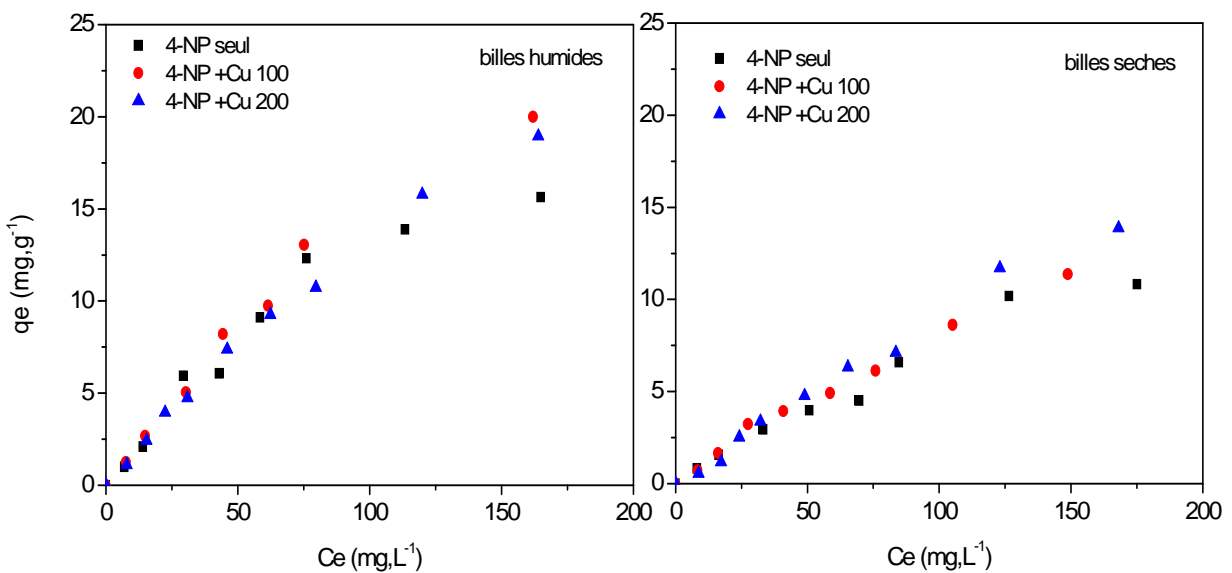 25
20
15
10
5
0
qe (mg,g-1)
4-NP seul
4-NP +Cu 100
4-NP +Cu 200
billes humides
0 50 100 150 200
Ce (mg,L-1)
25
20
15
10
5
0
4-NP seul
4-NP +Cu 100
4-NP +Cu 200
billes seches
0 50 100 150 200
Ce (mg,L-1)